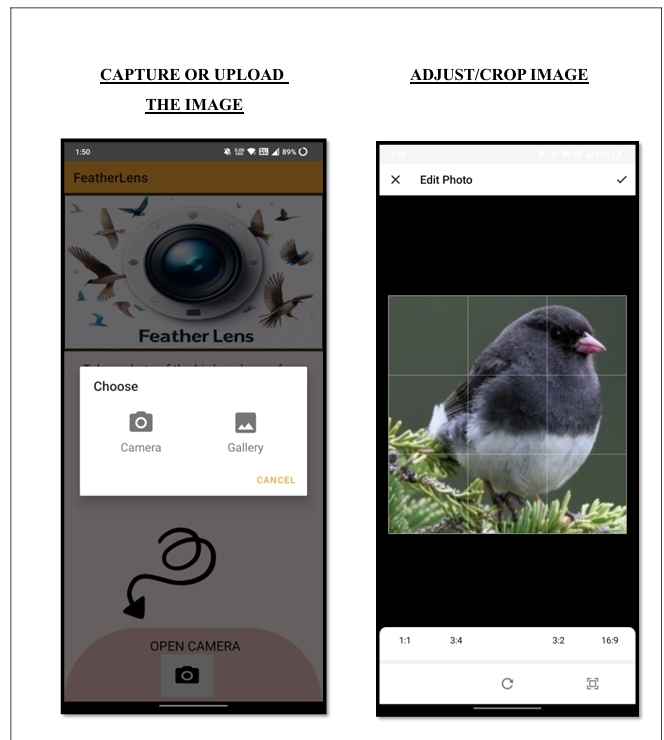 CAPTURE OR UPLOAD
THE IMAGE
ADJUST/CROP IMAGE
1:50
89%
FeatherLens
Feather Lens
Choose
Camera
Gallery
CANCEL
OPEN CAMERA
Edit Photo
1:1 3:4 3:2 16:9